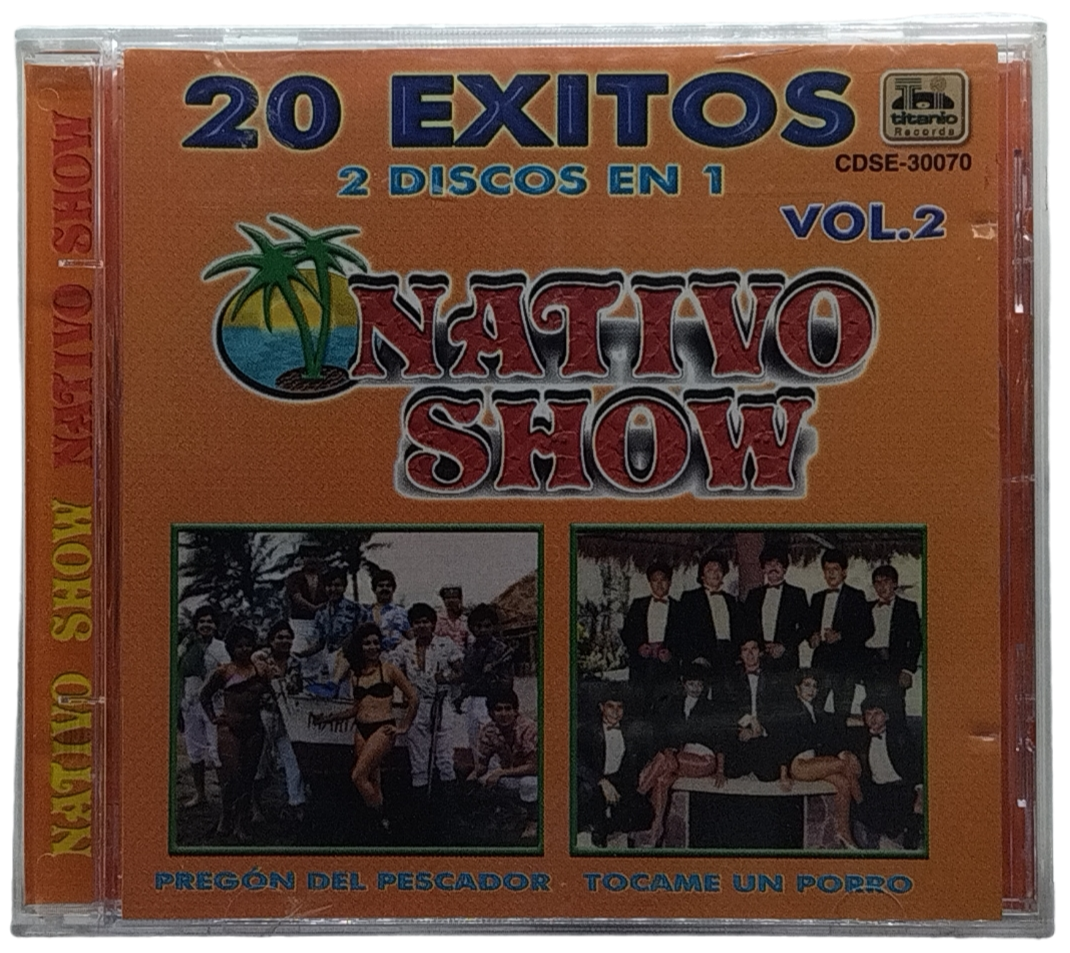 20 EXITOS
titanio
Records
CDSE-30070
2 DISCOS EN 1
VOL.2
NATIVO
SHOW
PREGÓN DEL PESCADOR
TOCAME UN PORRO
NATIVO SHOW NATIVO SHOW